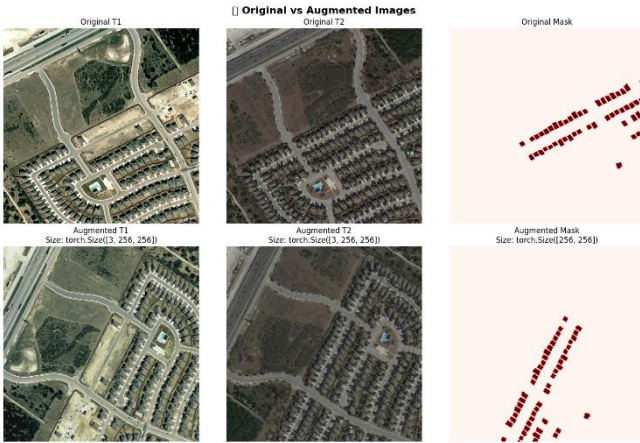 Original vs Augmented Images
Original T1
Original T2
Original Mask
Augmented T1
Size: torch.Size([3, 256, 256])
Augmented T2
Size: torch.Size([3, 256, 256])
Augmented Mask
Size: torch.Size([256, 256])